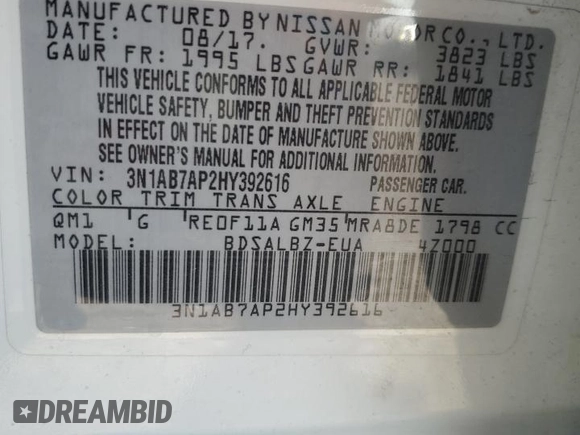 MANUFACTURED BY NISSAN MOTOR CO., LTD.
DATE: 08/17. GVWR: 3823 LBS
GAWR FR: 1995 LBS GAWR RR: 1841 LBS
THIS VEHICLE CONFORMS TO ALL APPLICABLE FEDERAL MOTOR
VEHICLE SAFETY, BUMPER AND THEFT PREVENTION STANDARDS
IN EFFECT ON THE DATE OF MANUFACTURE SHOWN ABOVE.
SEE OWNER'S MANUAL FOR ADDITIONAL INFORMATION.
VIN: 3N1AB7AP2HY392616 PASSENGER CAR.
COLOR TRIM TRANS AXLE ENGINE
QM1 G RE0F11A GM35 MRA8DE 1798 CC
MODEL: BDSALBZ-EUA 4Z000
3N1AB7AP2HY392616
DREAMBID